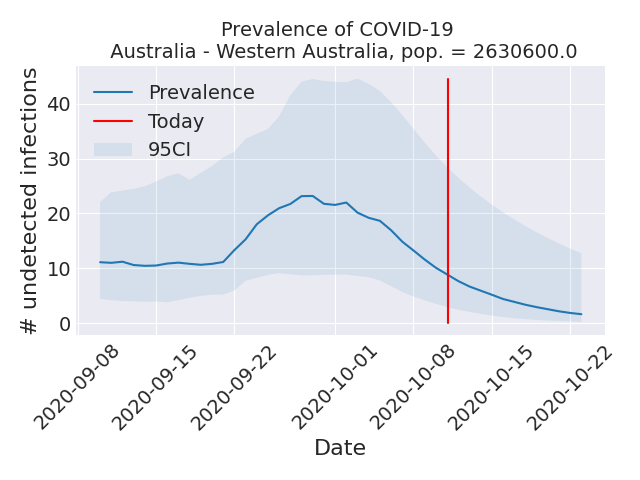 Prevalence of COVID-19
Australia - Western Australia, pop. = 2630600.0
# undetected infections
40
30
20
10
0
Prevalence
Today
95CI
2020-09-08
2020-09-15
2020-09-22
2020-10-01
2020-10-08
2020-10-15
2020-10-22
Date